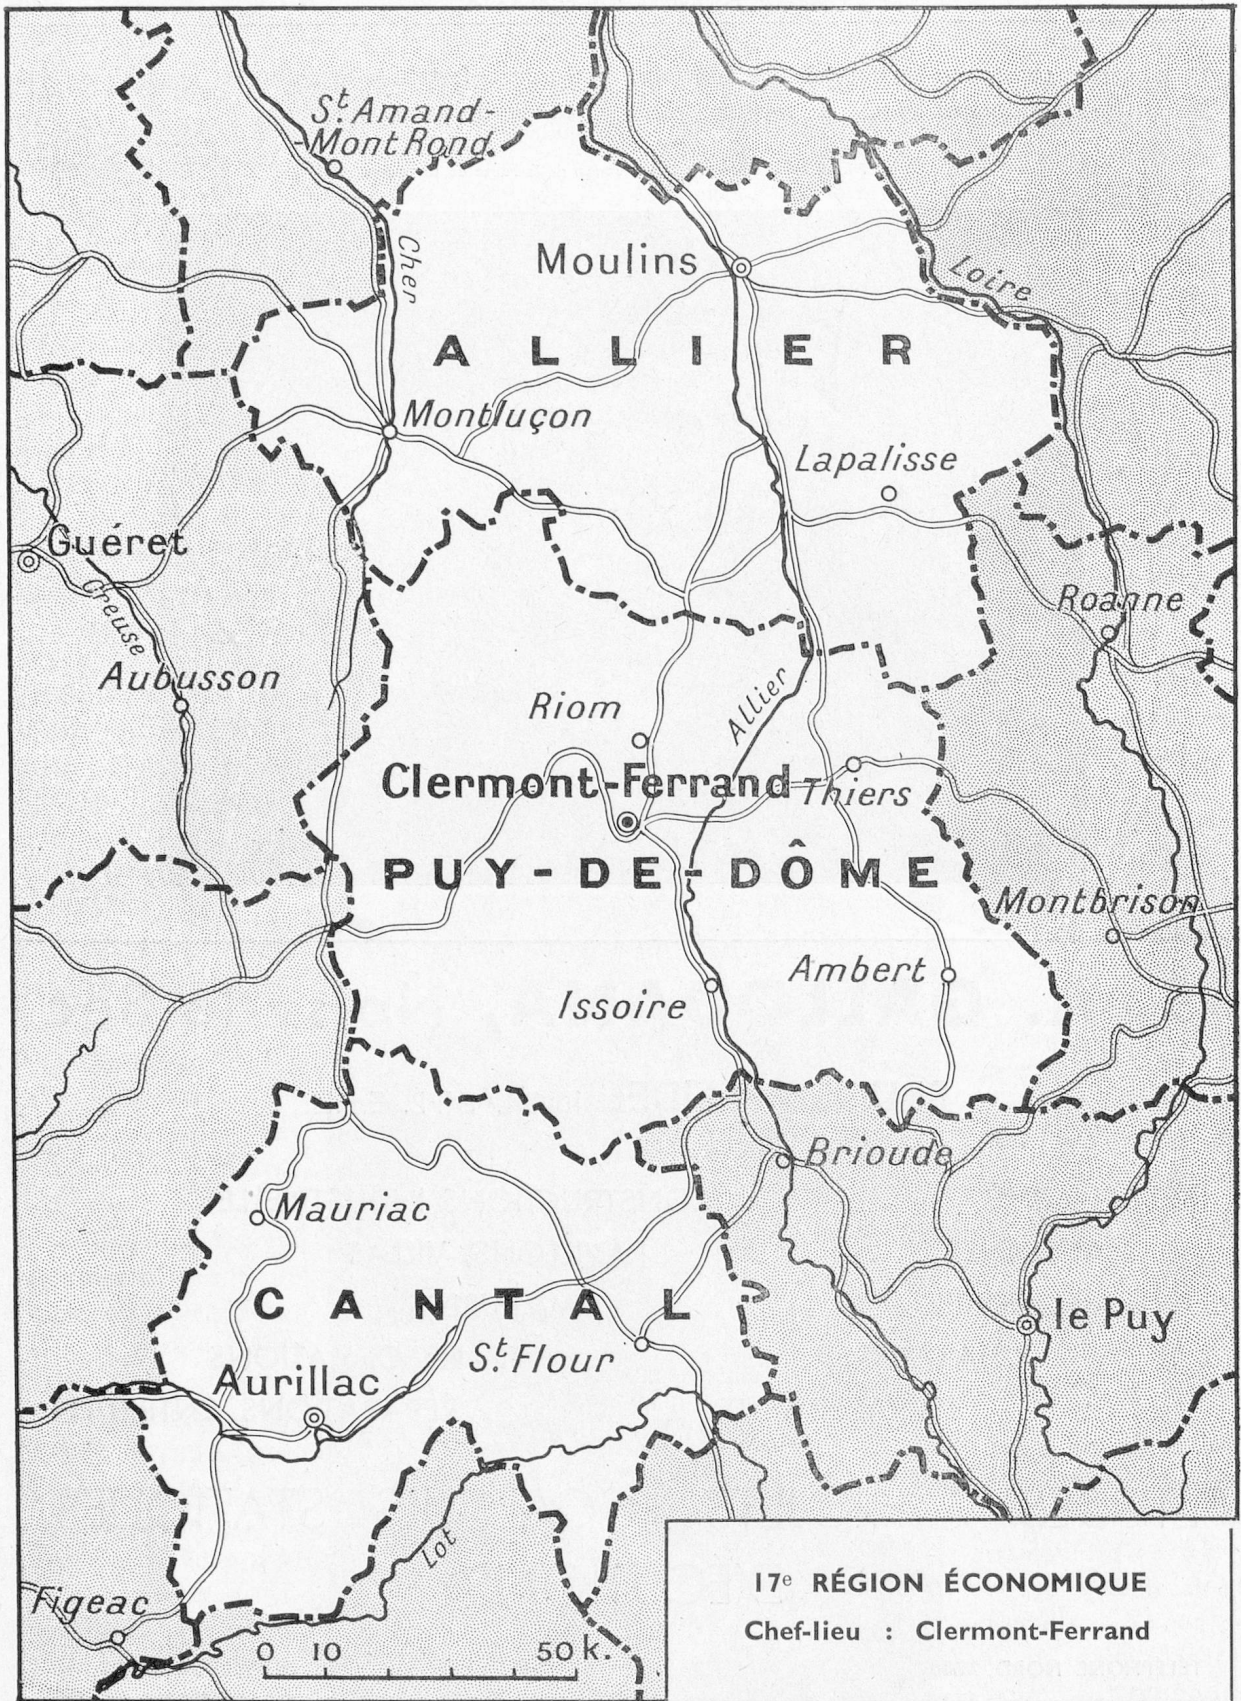 St. Amand-
-MontRond
Cher
Moulins
Loire
ALLIER
Montluçon
Lapalisse
Guéret
Creuse
Roanne
Aubusson
Riom
Allier
Clermont-Ferrand
Thiers
PUY-DE-DÔME
Montbrison
Ambert
Issoire
Brioude
Mauriac
CANTAL
le Puy
St. Flour
Aurillac
Lot
Figeac
0 10 50 k.
17e RÉGION ÉCONOMIQUE
Chef-lieu : Clermont-Ferrand